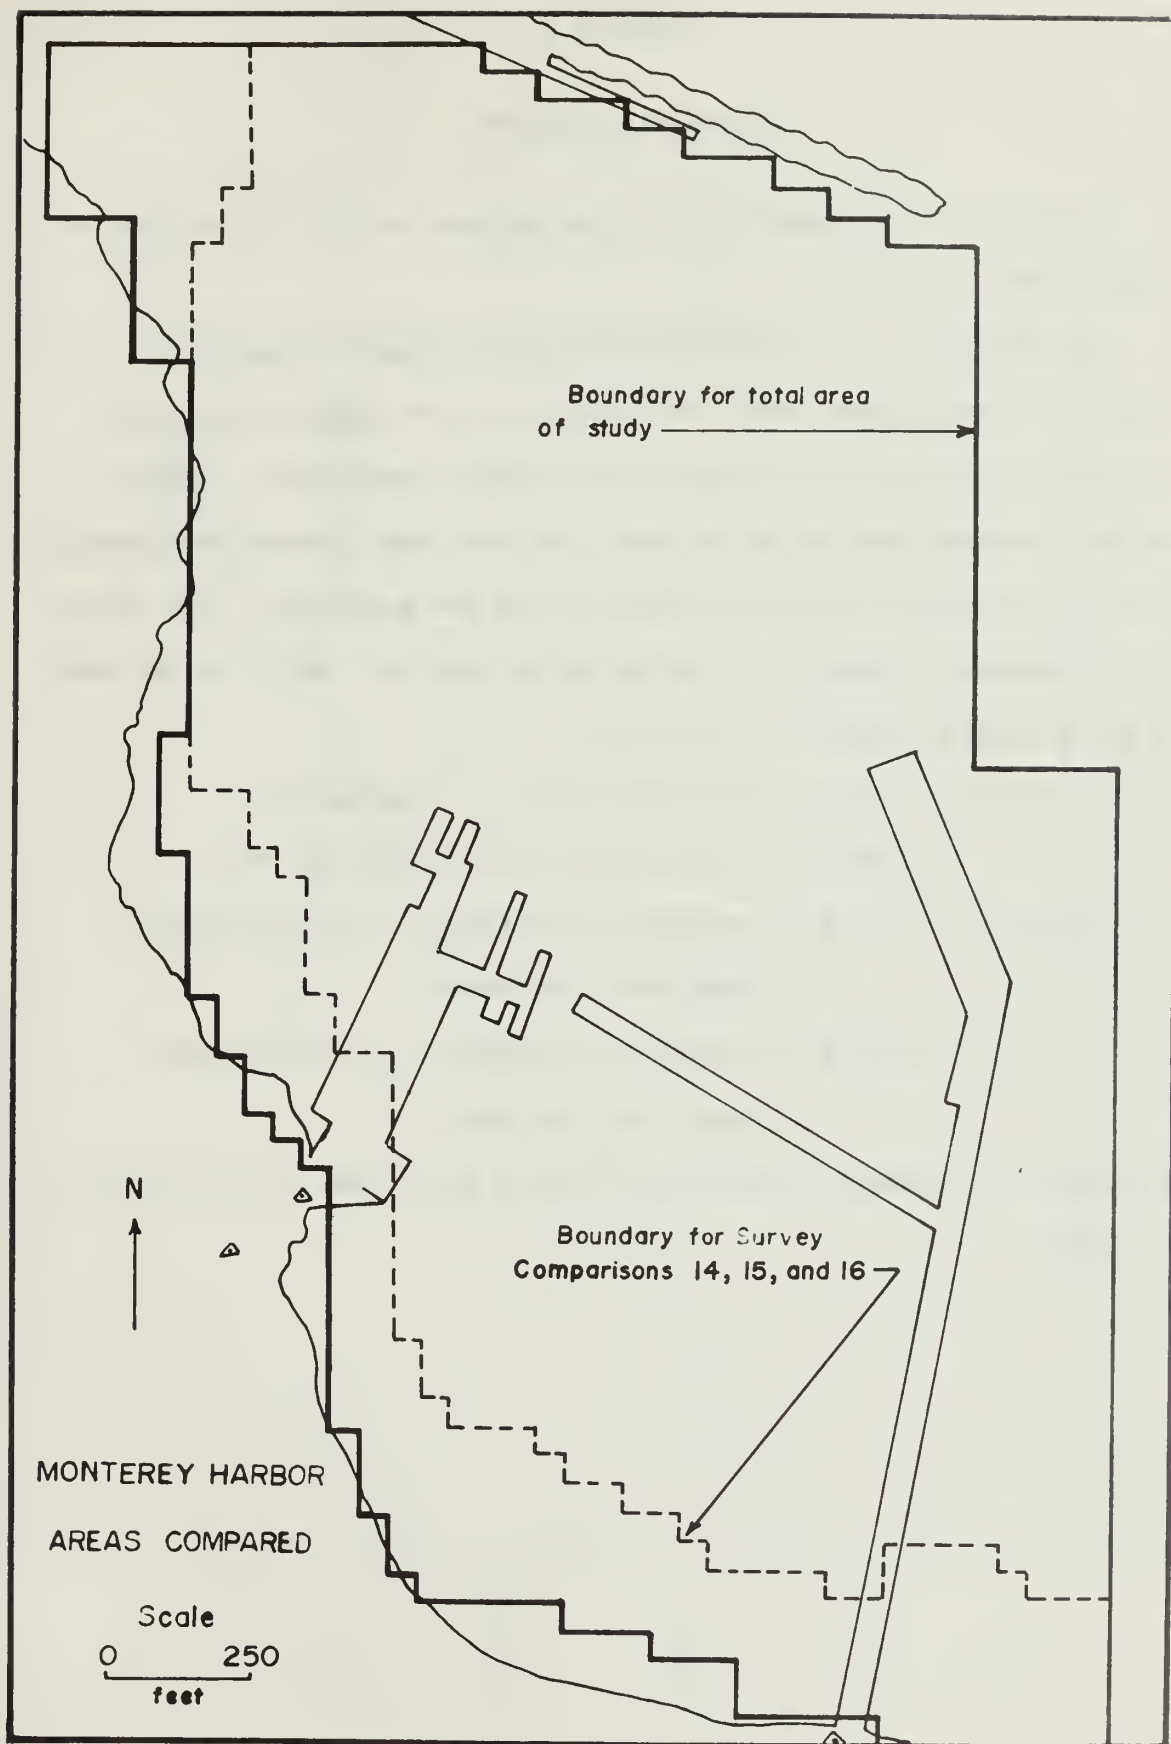 Boundary for total area
of study
N
Boundary for Survey
Comparisons 14, 15, and 16
MONTEREY HARBOR
AREAS COMPARED
Scale
0 250
feet